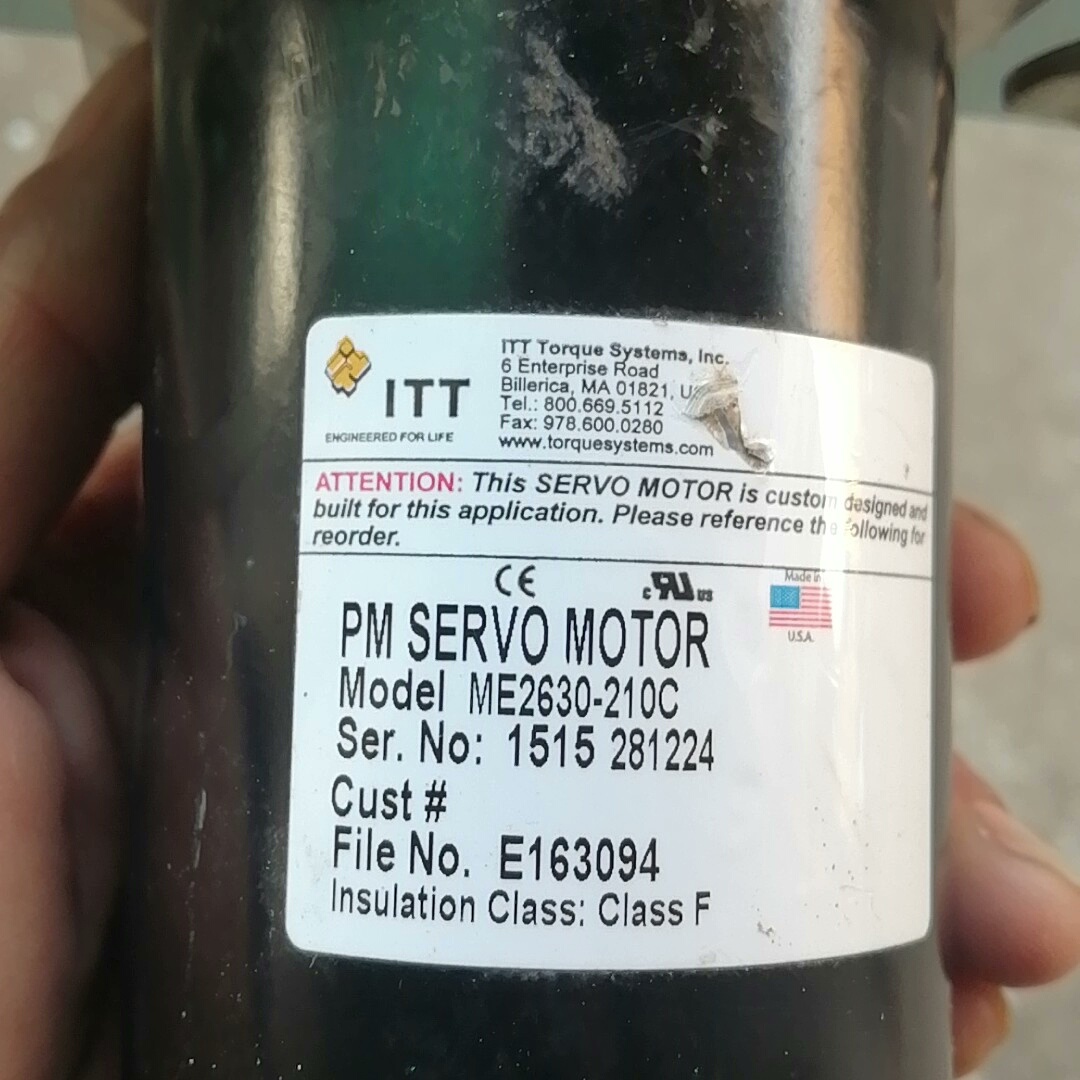 ITT
ENGINEERED FOR LIFE
ITT Torque Systems, Inc.
6 Enterprise Road
Billerica, MA 01821,
Tel.: 800.669.5112
Fax: 978.600.0280
www.torquesystems.com
ATTENTION: This SERVO MOTOR is custom designed and
built for this application. Please reference the following for
reorder.
CE
c RU us
Made in
U.S.A.
PM SERVO MOTOR
Model ME2630-210C
Ser. No: 1515 281224
Cust #
File No. E163094
Insulation Class: Class F